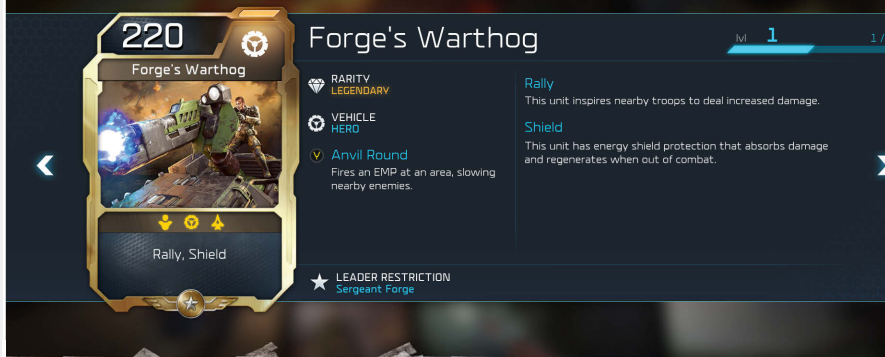 220
Forge's Warthog
Rally, Shield
Forge's Warthog
lvl 1
1 /
RARITY
LEGENDARY
VEHICLE
HERO
Y Anvil Round
Fires an EMP at an area, slowing
nearby enemies.
Rally
This unit inspires nearby troops to deal increased damage.
Shield
This unit has energy shield protection that absorbs damage
and regenerates when out of combat.
LEADER RESTRICTION
Sergeant Forge